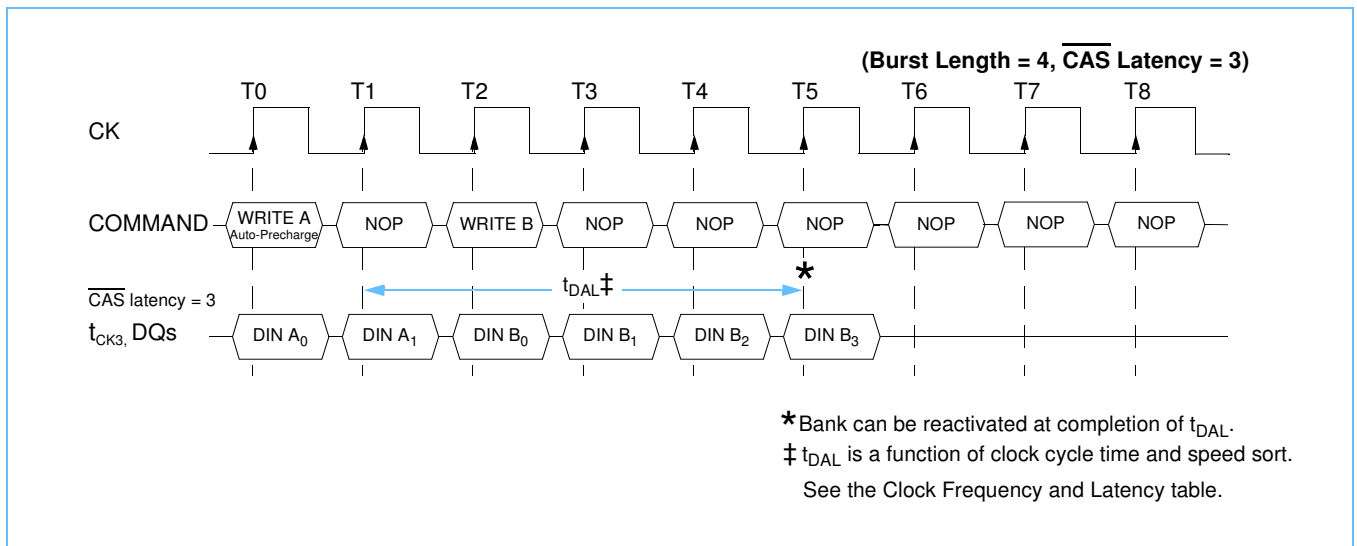 (Burst Length = 4, CAS Latency = 3)
T0 T1 T2 T3 T4 T5 T6 T7 T8
CK
COMMAND WRITE A Auto-Precharge NOP WRITE B NOP NOP NOP NOP NOP NOP
* 
tDAL‡
CAS latency = 3
tCK3, DQs DIN A0 DIN A1 DIN B0 DIN B1 DIN B2 DIN B3
* Bank can be reactivated at completion of tDAL.
‡ tDAL is a function of clock cycle time and speed sort.
See the Clock Frequency and Latency table.